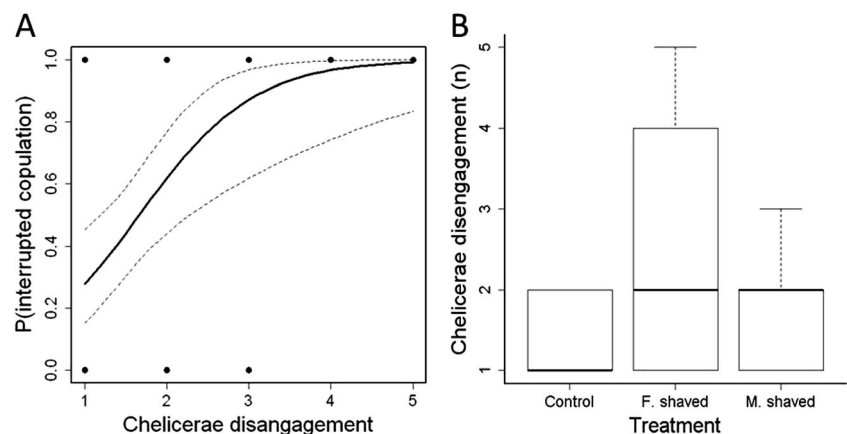 A
P(interrupted copulation)
1.0
0.8
0.6
0.4
0.2
0.0
1 2 3 4 5
Chelicerae disangagement
B
Chelicerae disengagement (n)
5
4
3
2
1
Control F. shaved M. shaved
Treatment